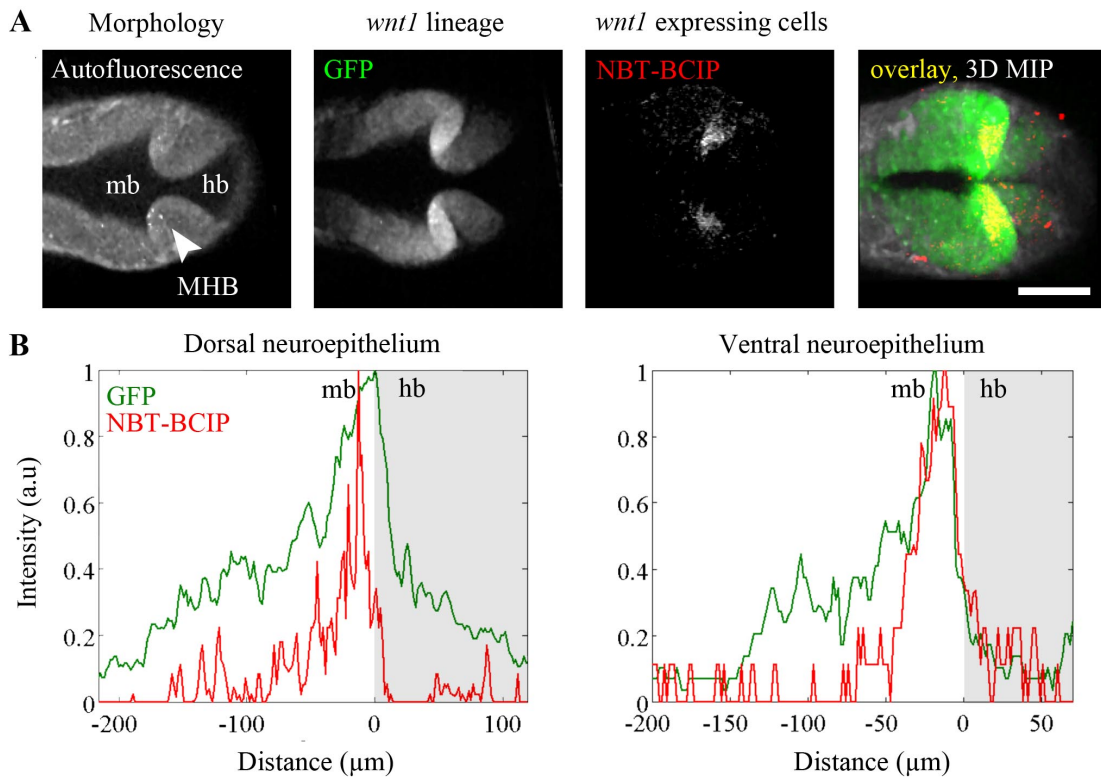 A
Morphology
wnt1 lineage
wnt1 expressing cells
Autofluorescence
GFP
NBT-BCIP
overlay, 3D MIP
mb
hb
MHB
B
Dorsal neuroepithelium
Ventral neuroepithelium
GFP
NBT-BCIP
mb
hb
mb
hb
1
0.8
0.6
0.4
0.2
0
1
0.8
0.6
0.4
0.2
0
Intensity (a.u)
-200
-100
0
100
-200
-150
-100
-50
0
50
Distance (µm)
Distance (µm)